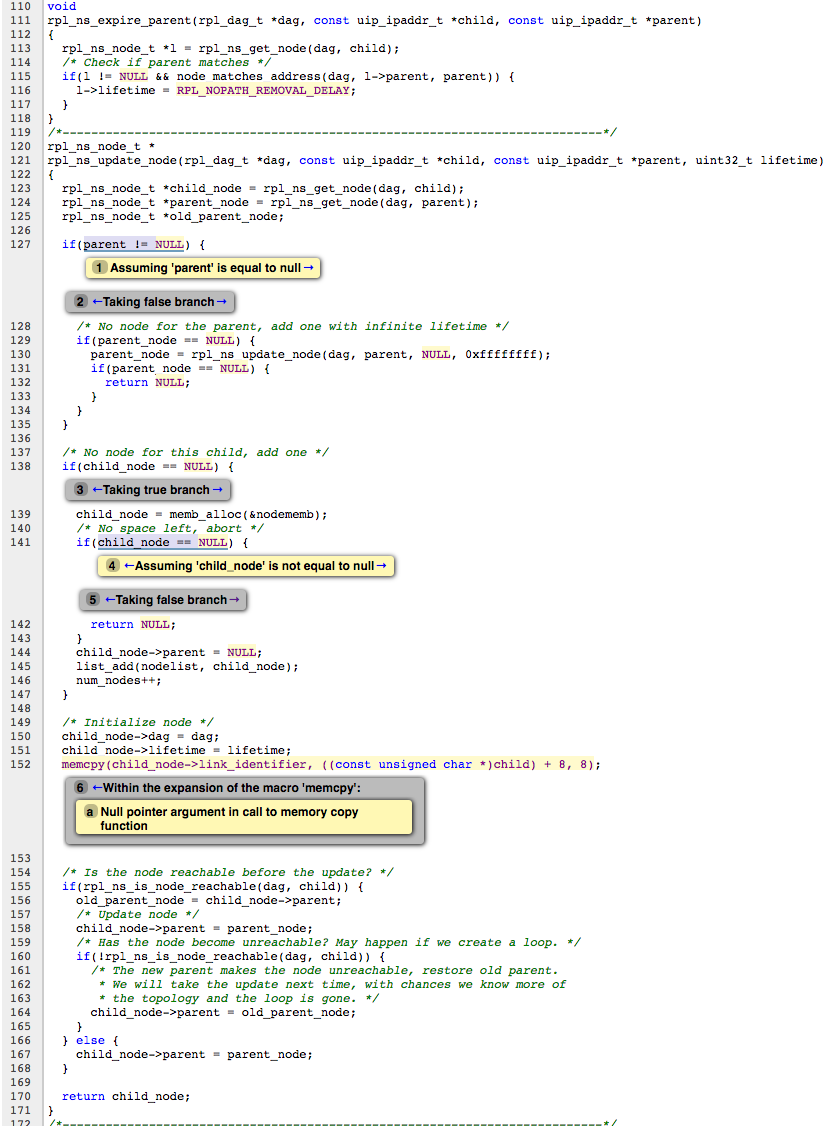 110 void
111 rpl_ns_expire_parent(rpl_dag_t *dag, const uip_ipaddr_t *child, const uip_ipaddr_t *parent)
112 {
113   rpl_ns_node_t *l = rpl_ns_get_node(dag, child);
114   /* Check if parent matches */
115   if(l != NULL && node_matches_address(dag, l->parent, parent)) {
116     l->lifetime = RPL_NOPATH_REMOVAL_DELAY;
117   }
118 }
119 /*---------------------------------------------------------------------------*/
120 rpl_ns_node_t *
121 rpl_ns_update_node(rpl_dag_t *dag, const uip_ipaddr_t *child, const uip_ipaddr_t *parent, uint32_t lifetime)
122 {
123   rpl_ns_node_t *child_node = rpl_ns_get_node(dag, child);
124   rpl_ns_node_t *parent_node = rpl_ns_get_node(dag, parent);
125   rpl_ns_node_t *old_parent_node;
126
127   if(parent != NULL) {
1 Assuming 'parent' is equal to null →
2 ←Taking false branch→
128     /* No node for the parent, add one with infinite lifetime */
129     if(parent_node == NULL) {
130       parent_node = rpl_ns_update_node(dag, parent, NULL, 0xffffffff);
131       if(parent_node == NULL) {
132         return NULL;
133       }
134     }
135   }
136
137   /* No node for this child, add one */
138   if(child_node == NULL) {
3 ←Taking true branch→
139     child_node = memb_alloc(&nodememb);
140     /* No space left, abort */
141     if(child_node == NULL) {
4 ←Assuming 'child_node' is not equal to null→
5 ←Taking false branch→
142       return NULL;
143     }
144     child_node->parent = NULL;
145     list_add(nodelist, child_node);
146     num_nodes++;
147   }
148
149   /* Initialize node */
150   child_node->dag = dag;
151   child_node->lifetime = lifetime;
152   memcpy(child_node->link_identifier, ((const unsigned char *)child) + 8, 8);
6 ←Within the expansion of the macro 'memcpy':
a Null pointer argument in call to memory copy
function
153
154   /* Is the node reachable before the update? */
155   if(rpl_ns_is_node_reachable(dag, child)) {
156     old_parent_node = child_node->parent;
157     /* Update node */
158     child_node->parent = parent_node;
159     /* Has the node become unreachable? May happen if we create a loop. */
160     if(!rpl_ns_is_node_reachable(dag, child)) {
161       /* The new parent makes the node unreachable, restore old parent.
162        * We will take the update next time, with chances we know more of
163        * the topology and the loop is gone. */
164       child_node->parent = old_parent_node;
165     }
166   } else {
167     child_node->parent = parent_node;
168   }
169
170   return child_node;
171 }
172 /*---------------------------------------------------------------------------*/